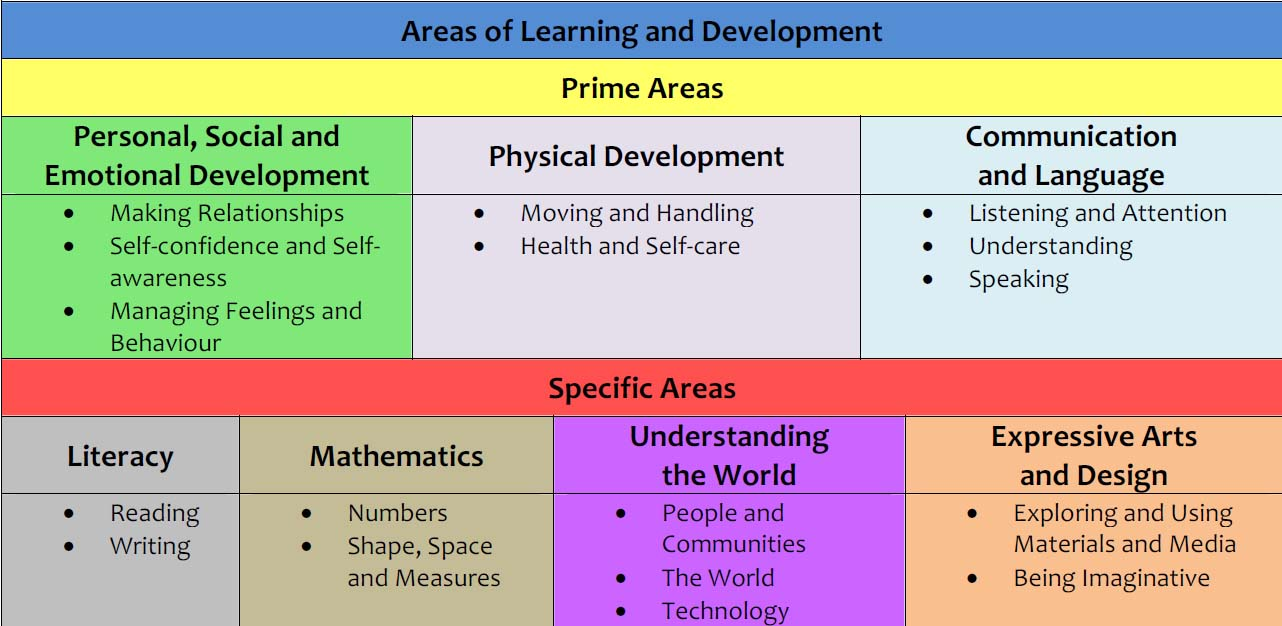 Areas of Learning and Development
Prime Areas
Personal, Social and
Emotional Development
Physical Development
Communication
and Language
• Making Relationships
• Self-confidence and Self-
awareness
• Managing Feelings and
Behaviour
• Moving and Handling
• Health and Self-care
• Listening and Attention
• Understanding
• Speaking
Specific Areas
Literacy
Mathematics
Understanding
the World
Expressive Arts
and Design
• Reading
• Writing
• Numbers
• Shape, Space
and Measures
• People and
Communities
• The World
• Technology
• Exploring and Using
Materials and Media
• Being Imaginative